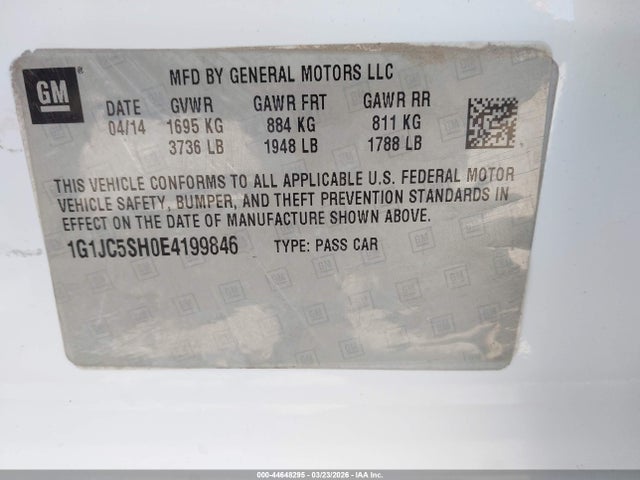 GM
MFD BY GENERAL MOTORS LLC
DATE GVWR GAWR FRT GAWR RR
04/14 1695 KG 884 KG 811 KG
3736 LB 1948 LB 1788 LB
THIS VEHICLE CONFORMS TO ALL APPLICABLE U.S. FEDERAL MOTOR
VEHICLE SAFETY, BUMPER, AND THEFT PREVENTION STANDARDS IN
EFFECT ON THE DATE OF MANUFACTURE SHOWN ABOVE.
1G1JC5SH0E4199846 TYPE: PASS CAR
000-44648295 - 03/23/2026 - IAA Inc.